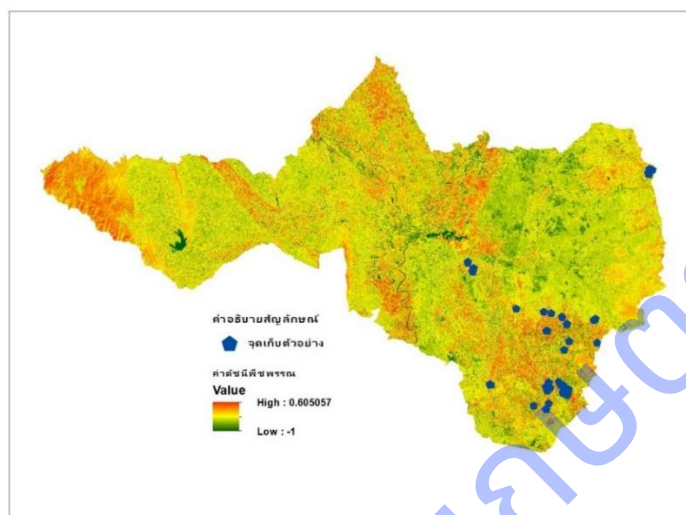 คำอธิบายสัญลักษณ์
จุดเก็บตัวอย่าง
ค่าดัชนีพืชพรรณ
Value
High : 0.605057
Low : -1